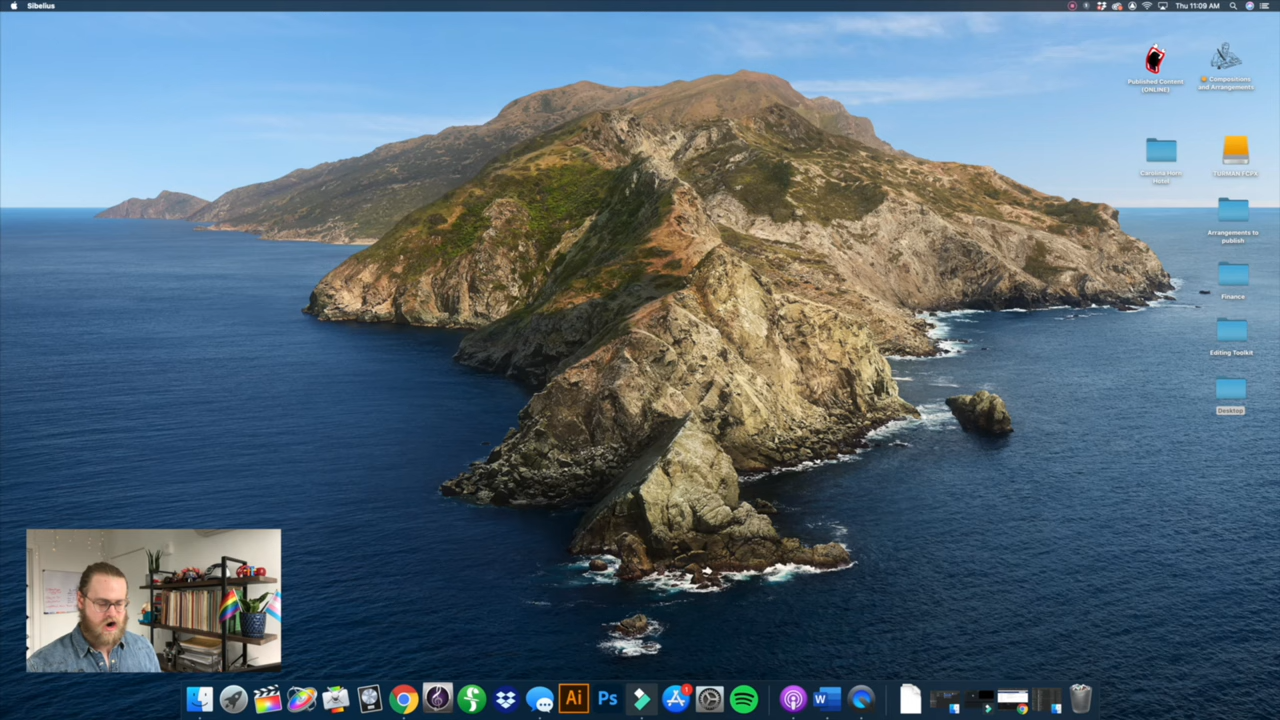 Sibelius
Thu 11:09 AM
Published Content
(ONLINE)
Compositions
and Arrangements
Arrangements to
publish
Finance
Editing Toolkit
Desktop
Ai
Ps
1
W